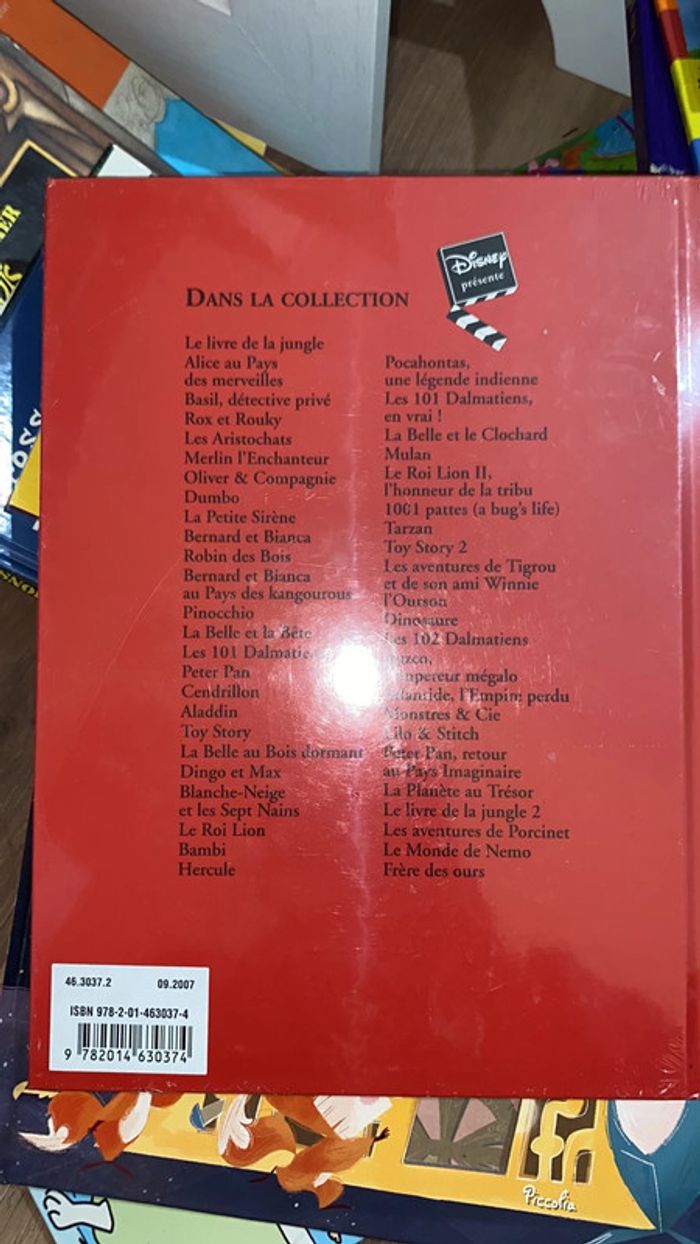 DISNEY
présente
DANS LA COLLECTION
Le livre de la jungle
Alice au Pays
des merveilles
Basil, détective privé
Rox et Rouky
Les Aristochats
Merlin l'Enchanteur
Oliver & Compagnie
Dumbo
La Petite Sirène
Bernard et Bianca
Robin des Bois
Bernard et Bianca
au Pays des kangourous
Pinocchio
La Belle et la Bête
Les 101
Peter Pan
Cendrillon
Aladdin
Toy Story
La Belle au Bois dormant
Dingo et Max
Blanche-Neige
et les Sept Nains
Le Roi Lion
Bambi
Hercule
Pocahontas,
une légende indienne
Les 101 Dalmatiens,
en vrai !
La Belle et le Clochard
Mulan
Le Roi Lion II,
l'honneur de la tribu
1001 pattes (a bug's life)
Tarzan
Toy Story 2
Les aventures de Tigrou
et de son ami Winnie
l'Ourson
Dinosaure
Les 102 Dalmatiens
mégalo
l'Empire perdu
Monstres & Cie
Lilo & Stitch
Peter Pan, retour
au Pays Imaginaire
La Planète au Trésor
Le livre de la jungle 2
Les aventures de Porcinet
Le Monde de Nemo
Frère des ours
46.3037.2 09.2007
ISBN 978-2-01-463037-4
9 782014 630374
Piccolia